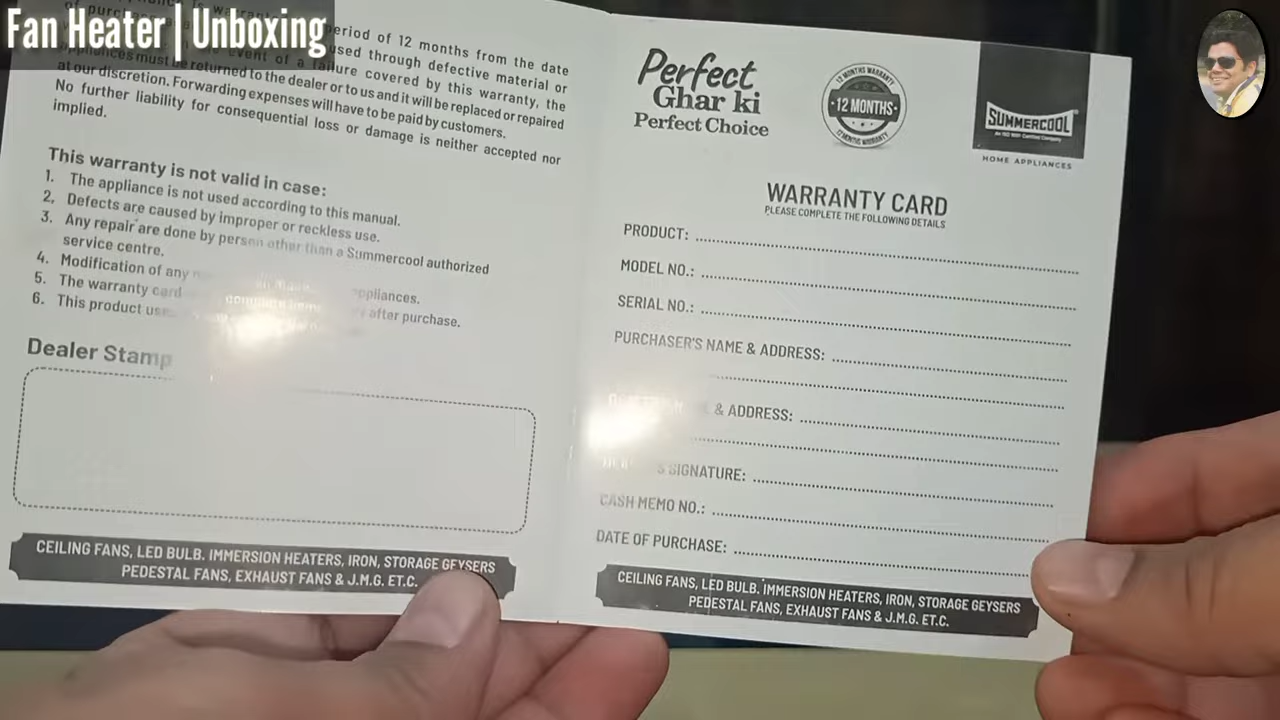 Fan Heater | Unboxing
period of 12 months from the date
used through defective material or
event of a failure covered by this warranty, the
appliances must be returned to the dealer or to us and it will be replaced or repaired
at our discretion. Forwarding expenses will have to be paid by customers.
No further liability for consequential loss or damage is neither accepted nor
implied.
This warranty is not valid in case:
1. The appliance is not used according to this manual.
2, Defects are caused by improper or reckless use.
3. Any repair are done by person other than a Summercool authorized
service centre.
4. Modification of any appliances.
5. The warranty card after purchase.
6. This product
Dealer Stamp
CEILING FANS, LED BULB. IMMERSION HEATERS, IRON, STORAGE GEYSERS
PEDESTAL FANS, EXHAUST FANS & J.M.G. ET.C.
Perfect
Ghar ki
Perfect Choice
12 MONTHS WARRANTY
12 MONTHS
12 MONTHS WARRANTY
SUMMERCOOL
HOME APPLIANCES
WARRANTY CARD
PLEASE COMPLETE THE FOLLOWING DETAILS
PRODUCT:
MODEL NO.:
SERIAL NO.:
PURCHASER'S NAME & ADDRESS:
& ADDRESS:
SIGNATURE:
CASH MEMO NO.:
DATE OF PURCHASE:
CEILING FANS, LED BULB. IMMERSION HEATERS, IRON, STORAGE GEYSERS
PEDESTAL FANS, EXHAUST FANS & J.M.G. ET.C.